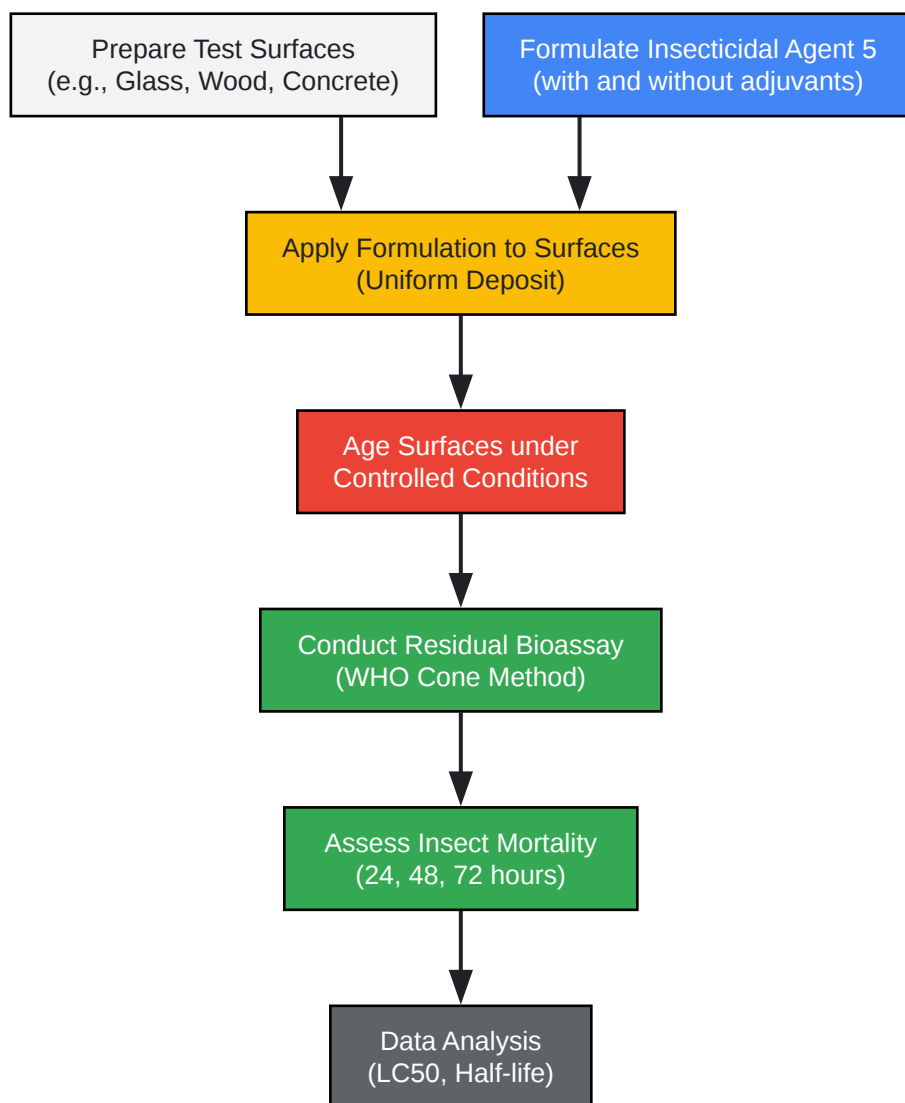 Prepare Test Surfaces
(e.g., Glass, Wood, Concrete)
Formulate Insecticidal Agent 5
(with and without adjuvants)
Apply Formulation to Surfaces
(Uniform Deposit)
Age Surfaces under
Controlled Conditions
Conduct Residual Bioassay
(WHO Cone Method)
Assess Insect Mortality
(24, 48, 72 hours)
Data Analysis
(LC50, Half-life)